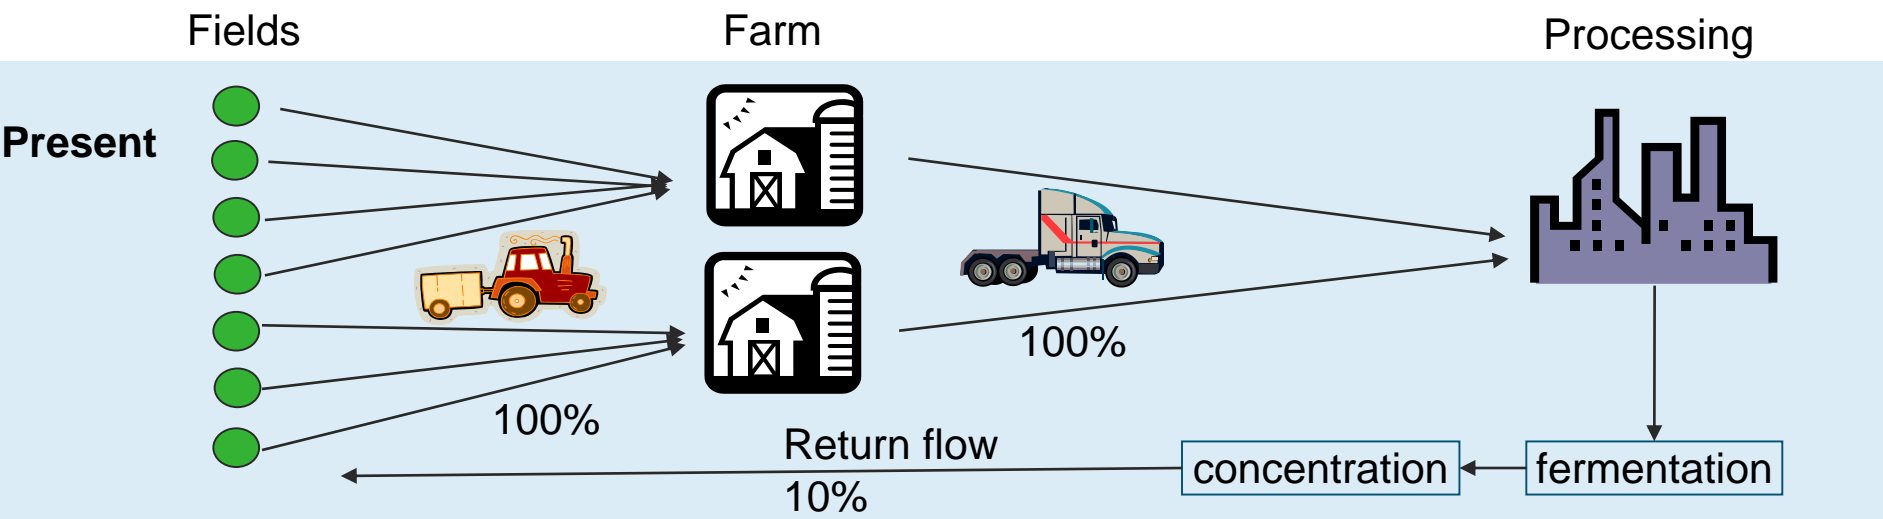 Fields
Farm
Processing
Present
100%
100%
Return flow
10%
concentration
fermentation